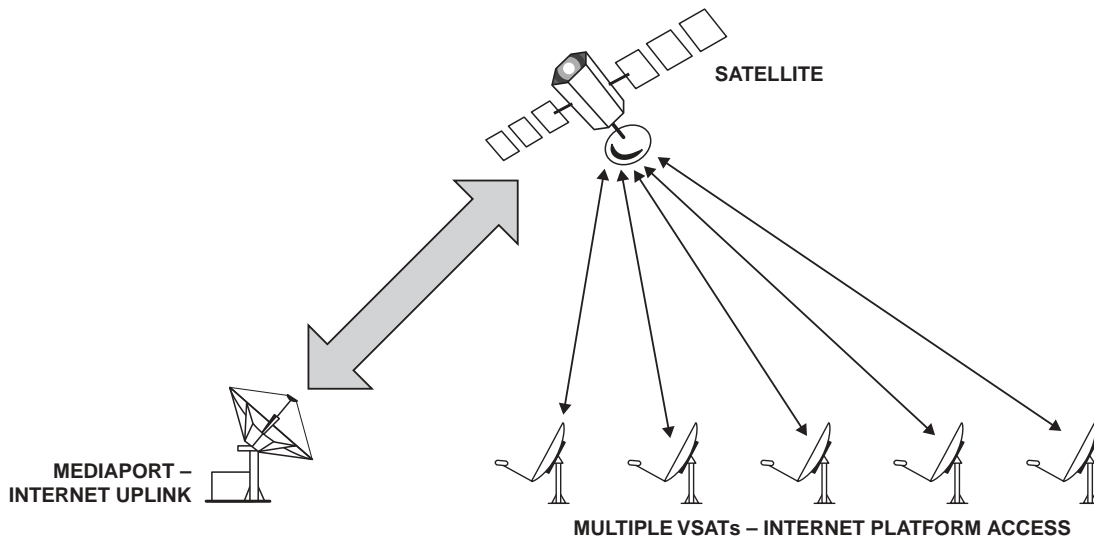 SATELLITE
MEDIAPORT –
INTERNET UPLINK
MULTIPLE VSATs – INTERNET PLATFORM ACCESS